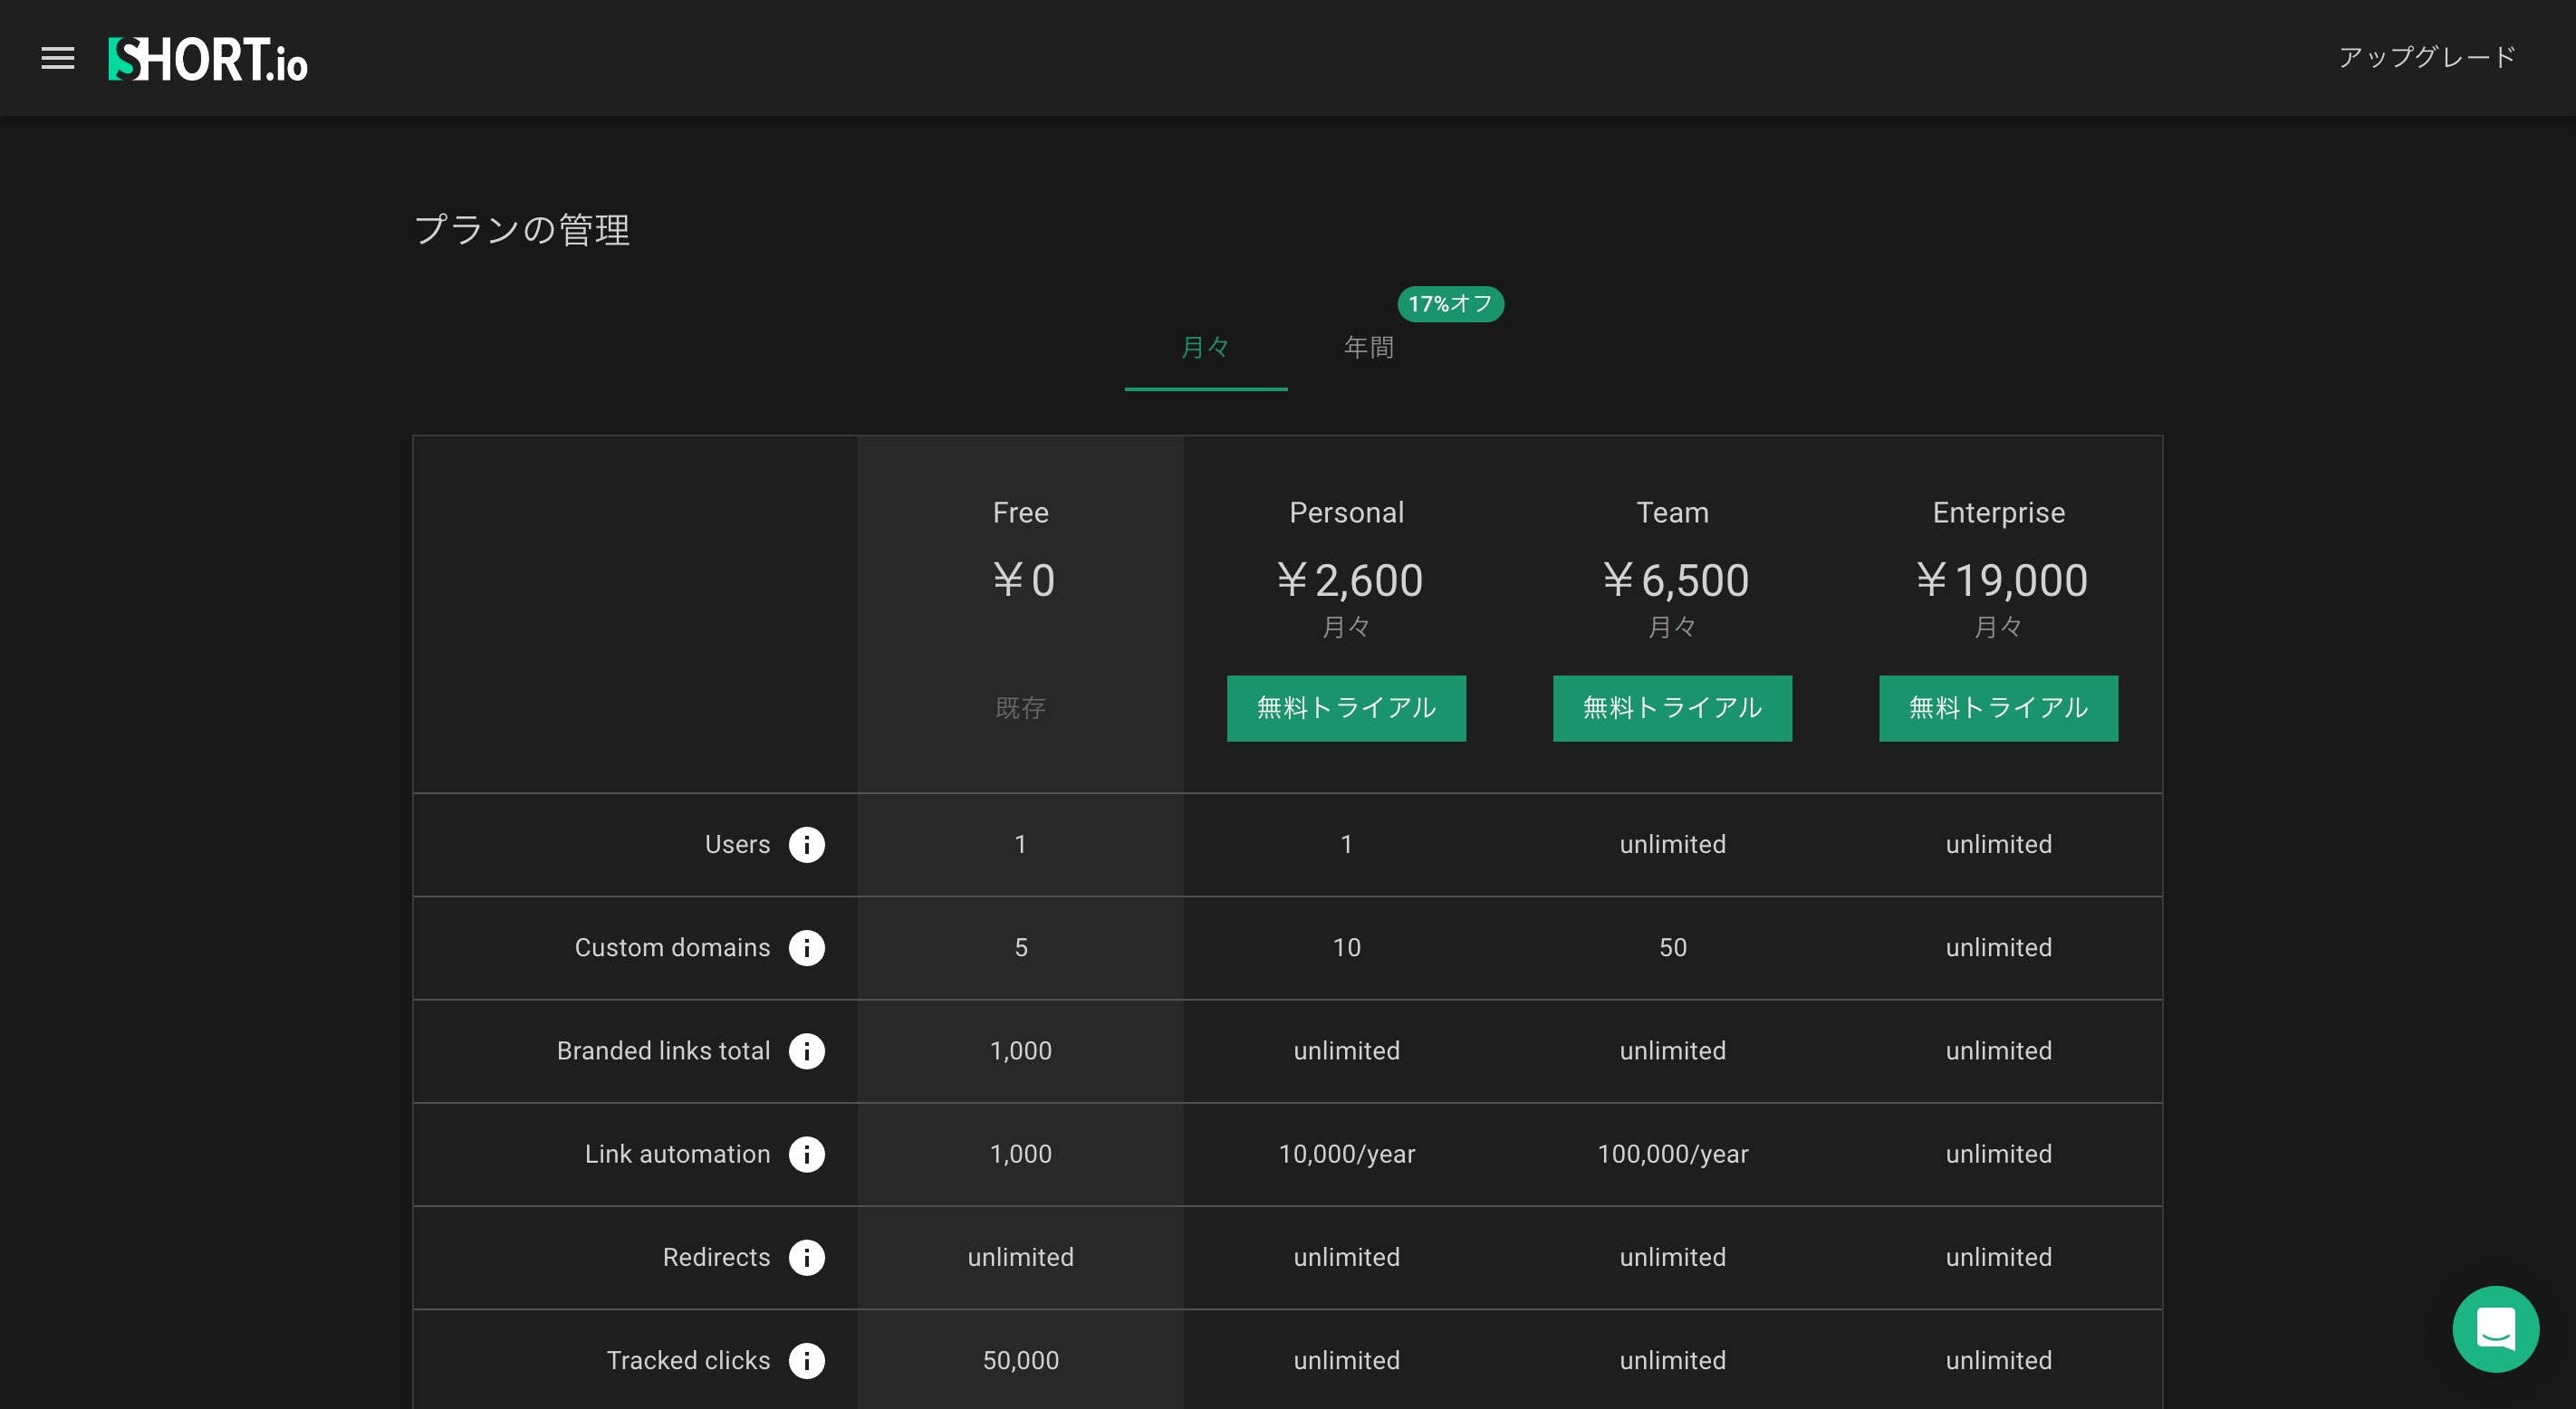 SHORT.io
アップグレード
プランの管理
17%オフ
月々 年間
Free Personal Team Enterprise
￥0 ￥2,600 ￥6,500 ￥19,000
月々 月々 月々
既存 無料トライアル 無料トライアル 無料トライアル
Users 1 1 unlimited unlimited
Custom domains 5 10 50 unlimited
Branded links total 1,000 unlimited unlimited unlimited
Link automation 1,000 10,000/year 100,000/year unlimited
Redirects unlimited unlimited unlimited unlimited
Tracked clicks 50,000 unlimited unlimited unlimited